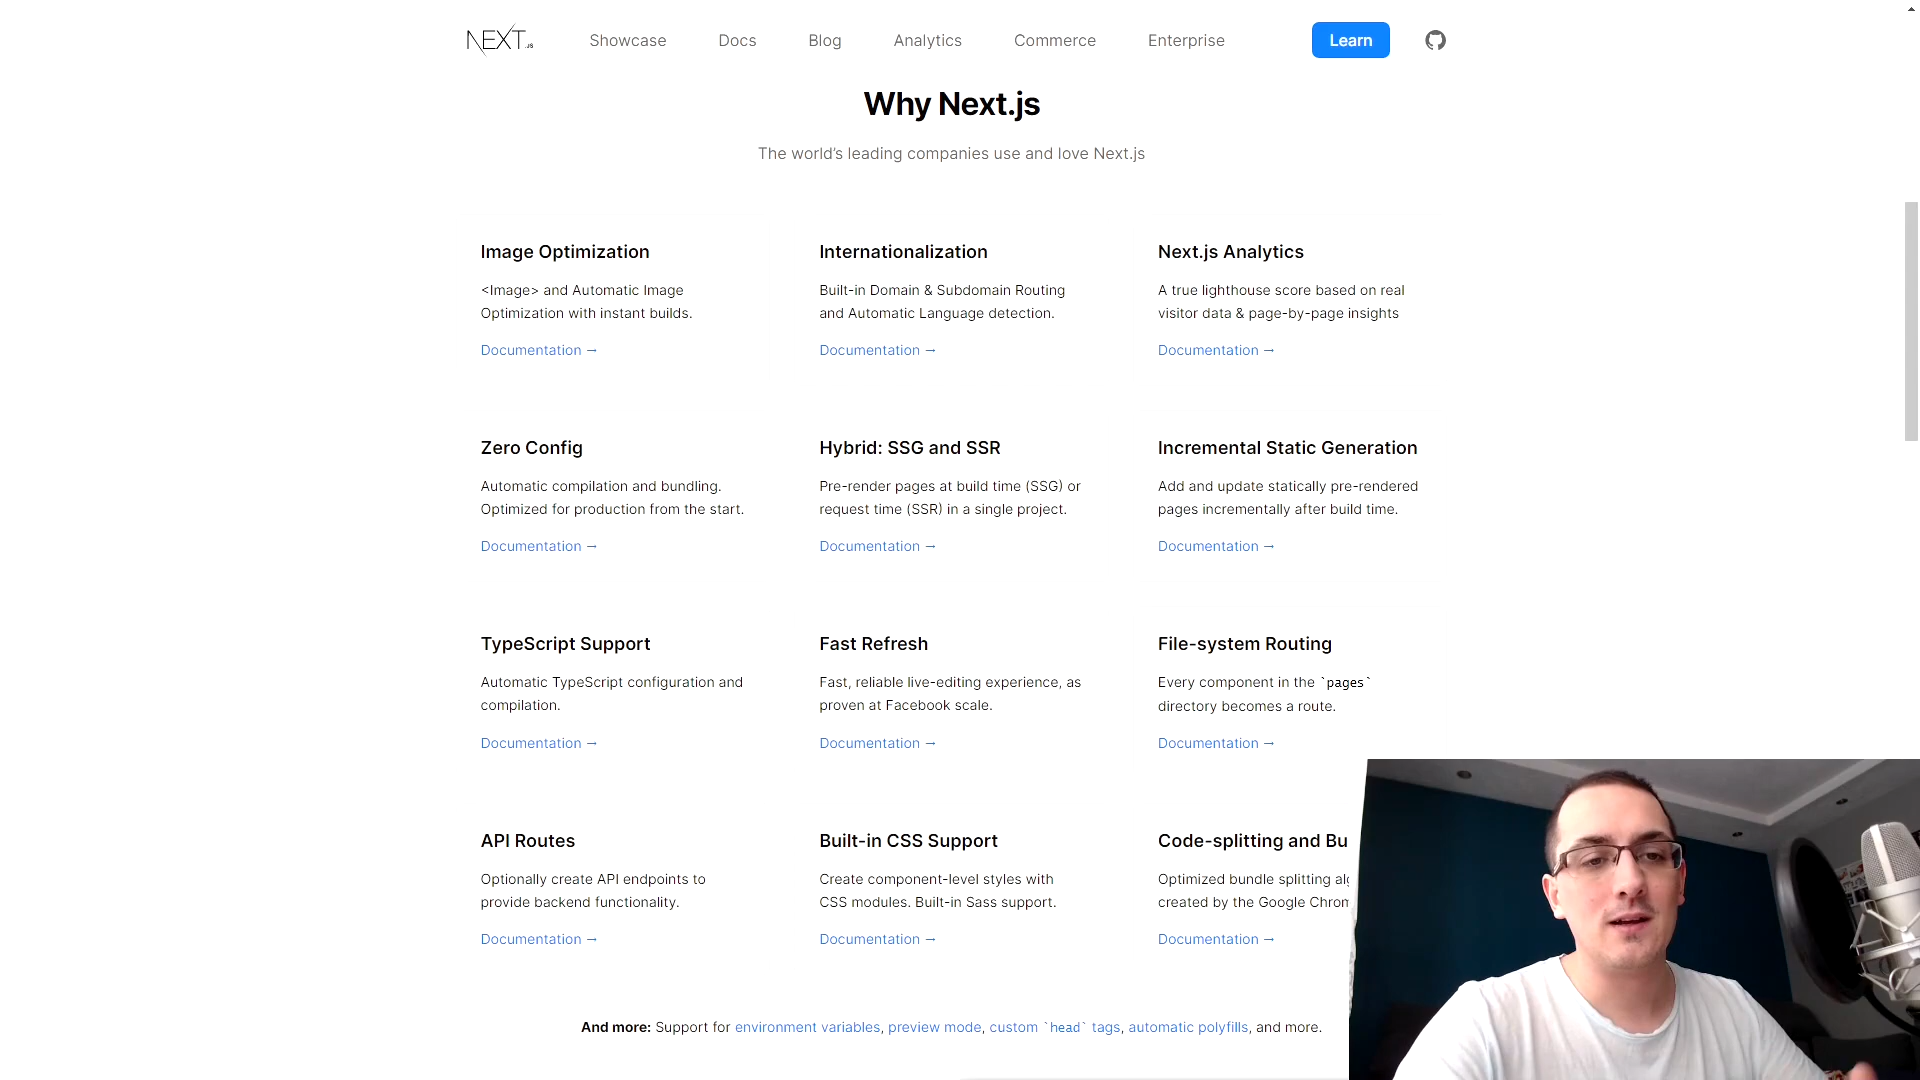 NEXT.JS
Showcase
Docs
Blog
Analytics
Commerce
Enterprise
Learn
Why Next.js
The world's leading companies use and love Next.js
Image Optimization
<Image> and Automatic Image
Optimization with instant builds.
Documentation →
Internationalization
Built-in Domain & Subdomain Routing
and Automatic Language detection.
Documentation →
Next.js Analytics
A true lighthouse score based on real
visitor data & page-by-page insights
Documentation →
Zero Config
Automatic compilation and bundling.
Optimized for production from the start.
Documentation →
Hybrid: SSG and SSR
Pre-render pages at build time (SSG) or
request time (SSR) in a single project.
Documentation →
Incremental Static Generation
Add and update statically pre-rendered
pages incrementally after build time.
Documentation →
TypeScript Support
Automatic TypeScript configuration and
compilation.
Documentation →
Fast Refresh
Fast, reliable live-editing experience, as
proven at Facebook scale.
Documentation →
File-system Routing
Every component in the `pages`
directory becomes a route.
Documentation →
API Routes
Optionally create API endpoints to
provide backend functionality.
Documentation →
Built-in CSS Support
Create component-level styles with
CSS modules. Built-in Sass support.
Documentation →
Code-splitting and Bu
Optimized bundle splitting
created by the Google
Documentation →
And more: Support for environment variables, preview mode, custom `head` tags, automatic polyfills, and more.